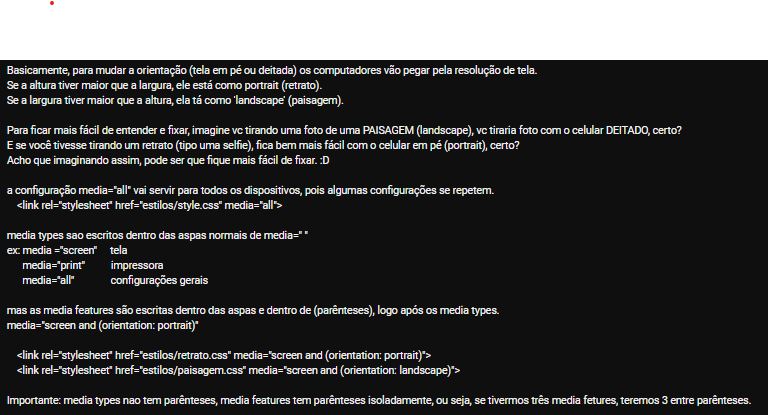 Basicamente, para mudar a orientação (tela em pé ou deitada) os computadores vão pegar pela resolução de tela.
Se a altura tiver maior que a largura, ele está como portrait (retrato).
Se a largura tiver maior que a altura, ela tá como 'landscape' (paisagem).
Para ficar mais fácil de entender e fixar, imagine vc tirando uma foto de uma PAISAGEM (landscape), vc tiraria foto com o celular DEITADO, certo?
E se você tivesse tirando um retrato (tipo uma selfie), fica bem mais fácil com o celular em pé (portrait), certo?
Acho que imaginando assim, pode ser que fique mais fácil de fixar. :D
a configuração media="all" vai servir para todos os dispositivos, pois algumas configurações se repetem.
<link rel="stylesheet" href="estilos/style.css" media="all">
media types sao escritos dentro das aspas normais de media=" "
ex: media ="screen" tela
media="print" impressora
media="all" configurações gerais
mas as media features são escritas dentro das aspas e dentro de (parênteses), logo após os media types.
media="screen and (orientation: portrait)"
<link rel="stylesheet" href="estilos/retrato.css" media="screen and (orientation: portrait)">
<link rel="stylesheet" href="estilos/paisagem.css" media="screen and (orientation: landscape)">
Importante: media types nao tem parênteses, media features tem parênteses isoladamente, ou seja, se tivermos três media fetures, teremos 3 entre parênteses.